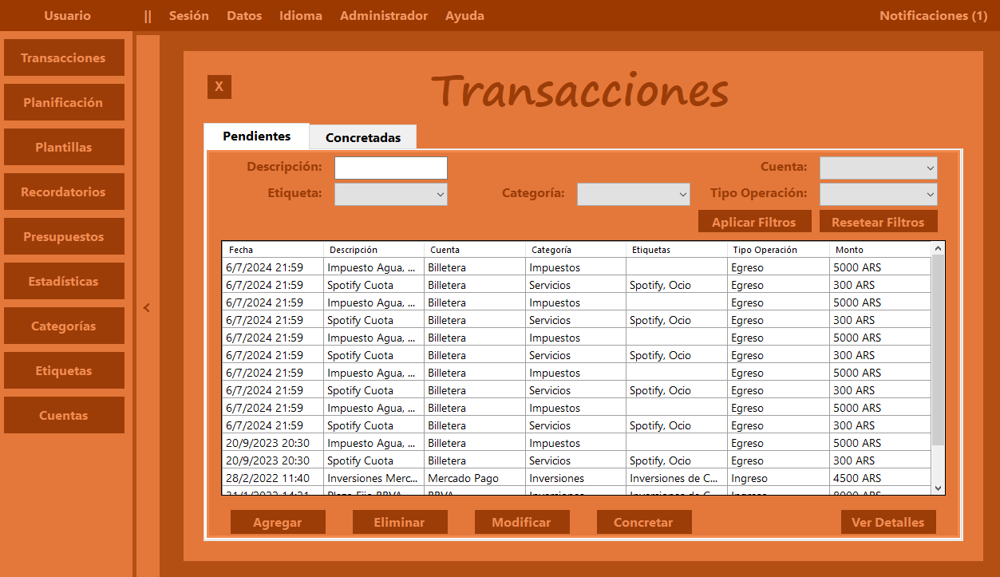 Usuario || Sesión Datos Idioma Administrador Ayuda Notificaciones (1)
Transacciones
Planificación
Plantillas
Recordatorios
Presupuestos
Estadísticas
Categorías
Etiquetas
Cuentas
<
X
Transacciones
Pendientes Concretadas
Descripción: Cuenta:
Etiqueta: Categoría: Tipo Operación:
Aplicar Filtros Resetear Filtros
Fecha Descripción Cuenta Categoría Etiquetas Tipo Operación Monto
6/7/2024 21:59 Impuesto Agua, ... Billetera Impuestos Egreso 5000 ARS
6/7/2024 21:59 Spotify Cuota Billetera Servicios Spotify, Ocio Egreso 300 ARS
6/7/2024 21:59 Impuesto Agua, ... Billetera Impuestos Egreso 5000 ARS
6/7/2024 21:59 Spotify Cuota Billetera Servicios Spotify, Ocio Egreso 300 ARS
6/7/2024 21:59 Impuesto Agua, ... Billetera Impuestos Egreso 5000 ARS
6/7/2024 21:59 Spotify Cuota Billetera Servicios Spotify, Ocio Egreso 300 ARS
6/7/2024 21:59 Impuesto Agua, ... Billetera Impuestos Egreso 5000 ARS
6/7/2024 21:59 Spotify Cuota Billetera Servicios Spotify, Ocio Egreso 300 ARS
6/7/2024 21:59 Impuesto Agua, ... Billetera Impuestos Egreso 5000 ARS
6/7/2024 21:59 Spotify Cuota Billetera Servicios Spotify, Ocio Egreso 300 ARS
20/9/2023 20:30 Impuesto Agua, ... Billetera Impuestos Egreso 5000 ARS
20/9/2023 20:30 Spotify Cuota Billetera Servicios Spotify, Ocio Egreso 300 ARS
28/2/2022 11:40 Inversiones Merc... Mercado Pago Inversiones Inversiones de C... Ingreso 4500 ARS
Agregar Eliminar Modificar Concretar Ver Detalles